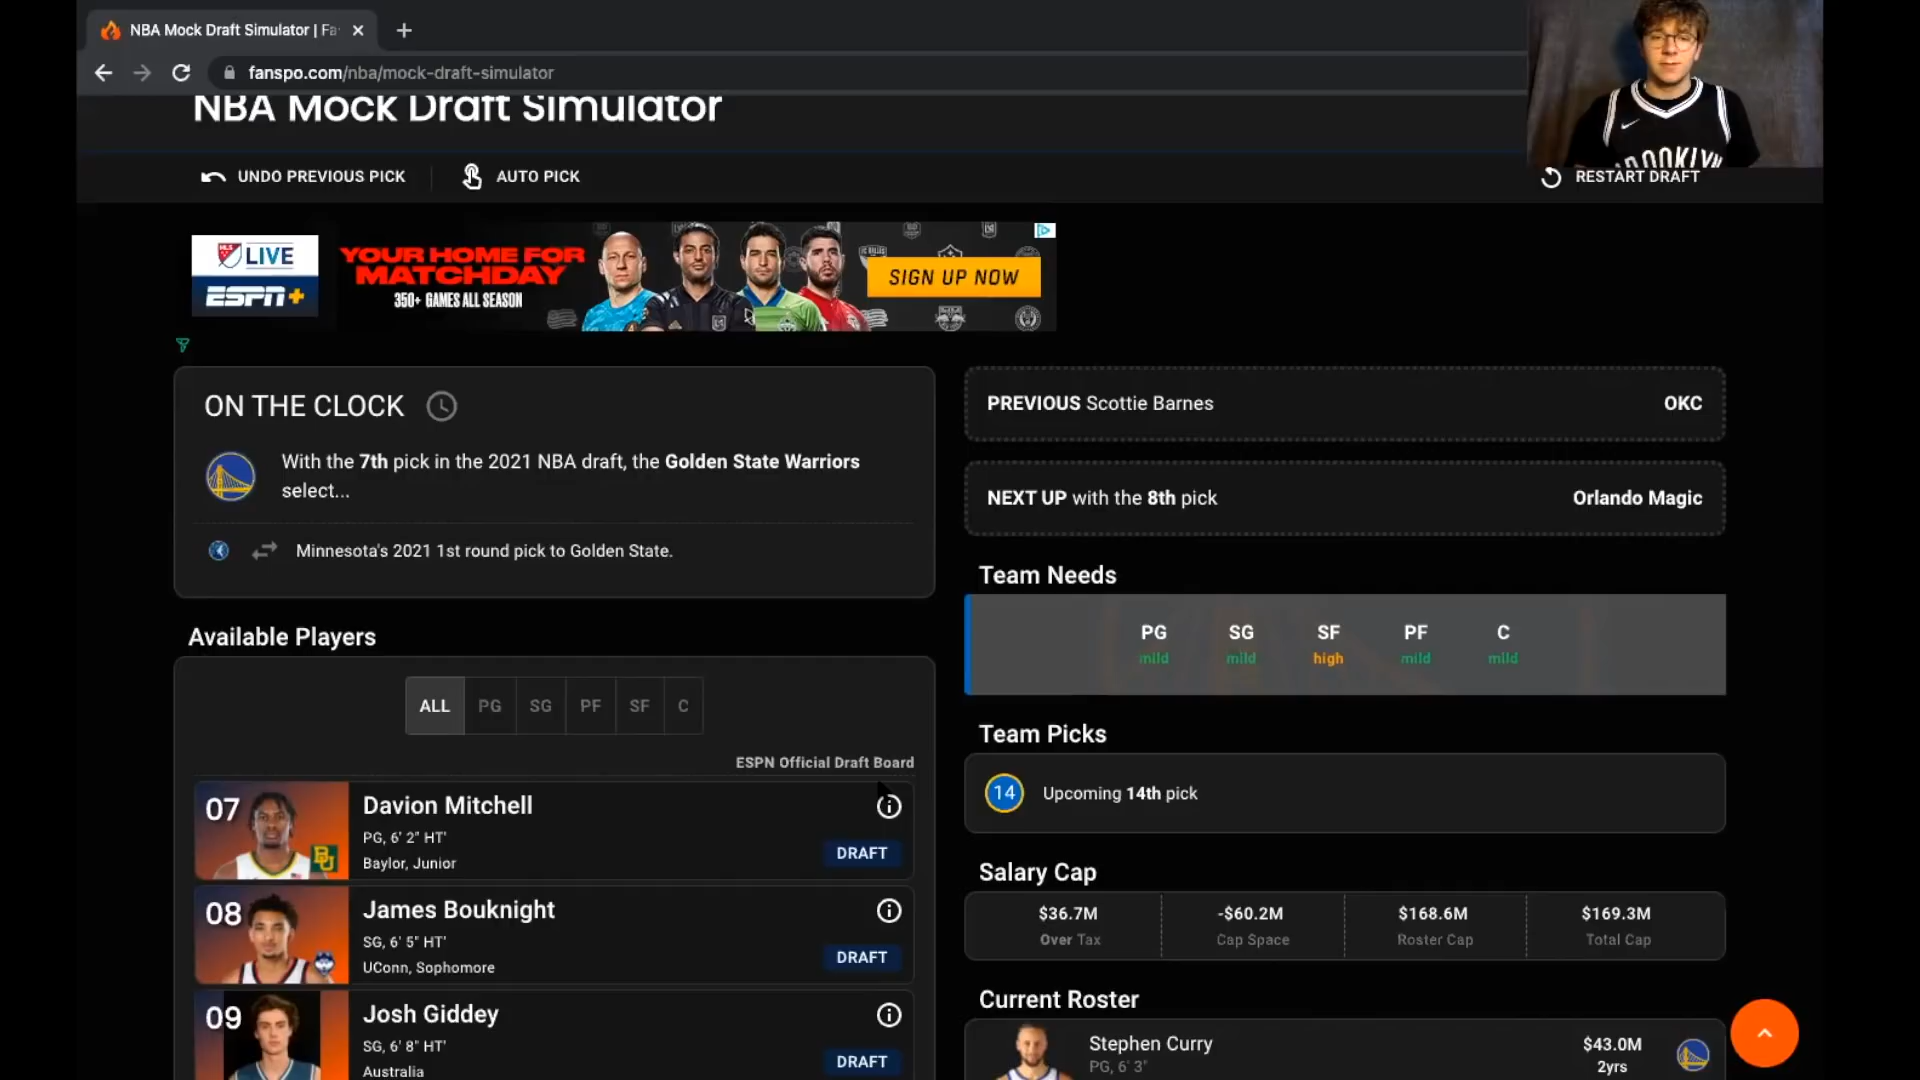 NBA Mock Draft Simulator | Fa
fanspo.com/nba/mock-draft-simulator
NBA Mock Draft Simulator
UNDO PREVIOUS PICK
AUTO PICK
RESTART DRAFT
BROOKLYN
LIVE
ESPN+
YOUR HOME FOR
MATCHDAY
350+ GAMES ALL SEASON
SIGN UP NOW
ON THE CLOCK
With the 7th pick in the 2021 NBA draft, the Golden State Warriors
select...
Minnesota's 2021 1st round pick to Golden State.
PREVIOUS Scottie Barnes
OKC
NEXT UP with the 8th pick
Orlando Magic
Team Needs
PG SG SF PF C
mild mild high mild mild
Team Picks
14 Upcoming 14th pick
Salary Cap
$36.7M -$60.2M $168.6M $169.3M
Over Tax Cap Space Roster Cap Total Cap
Current Roster
Stephen Curry
PG, 6' 3"
$43.0M
2yrs
Available Players
ALL PG SG PF SF C
ESPN Official Draft Board
07 Davion Mitchell
PG, 6' 2" HT'
Baylor, Junior
DRAFT
08 James Bouknight
SG, 6' 5" HT'
UConn, Sophomore
DRAFT
09 Josh Giddey
SG, 6' 8" HT'
Australia
DRAFT